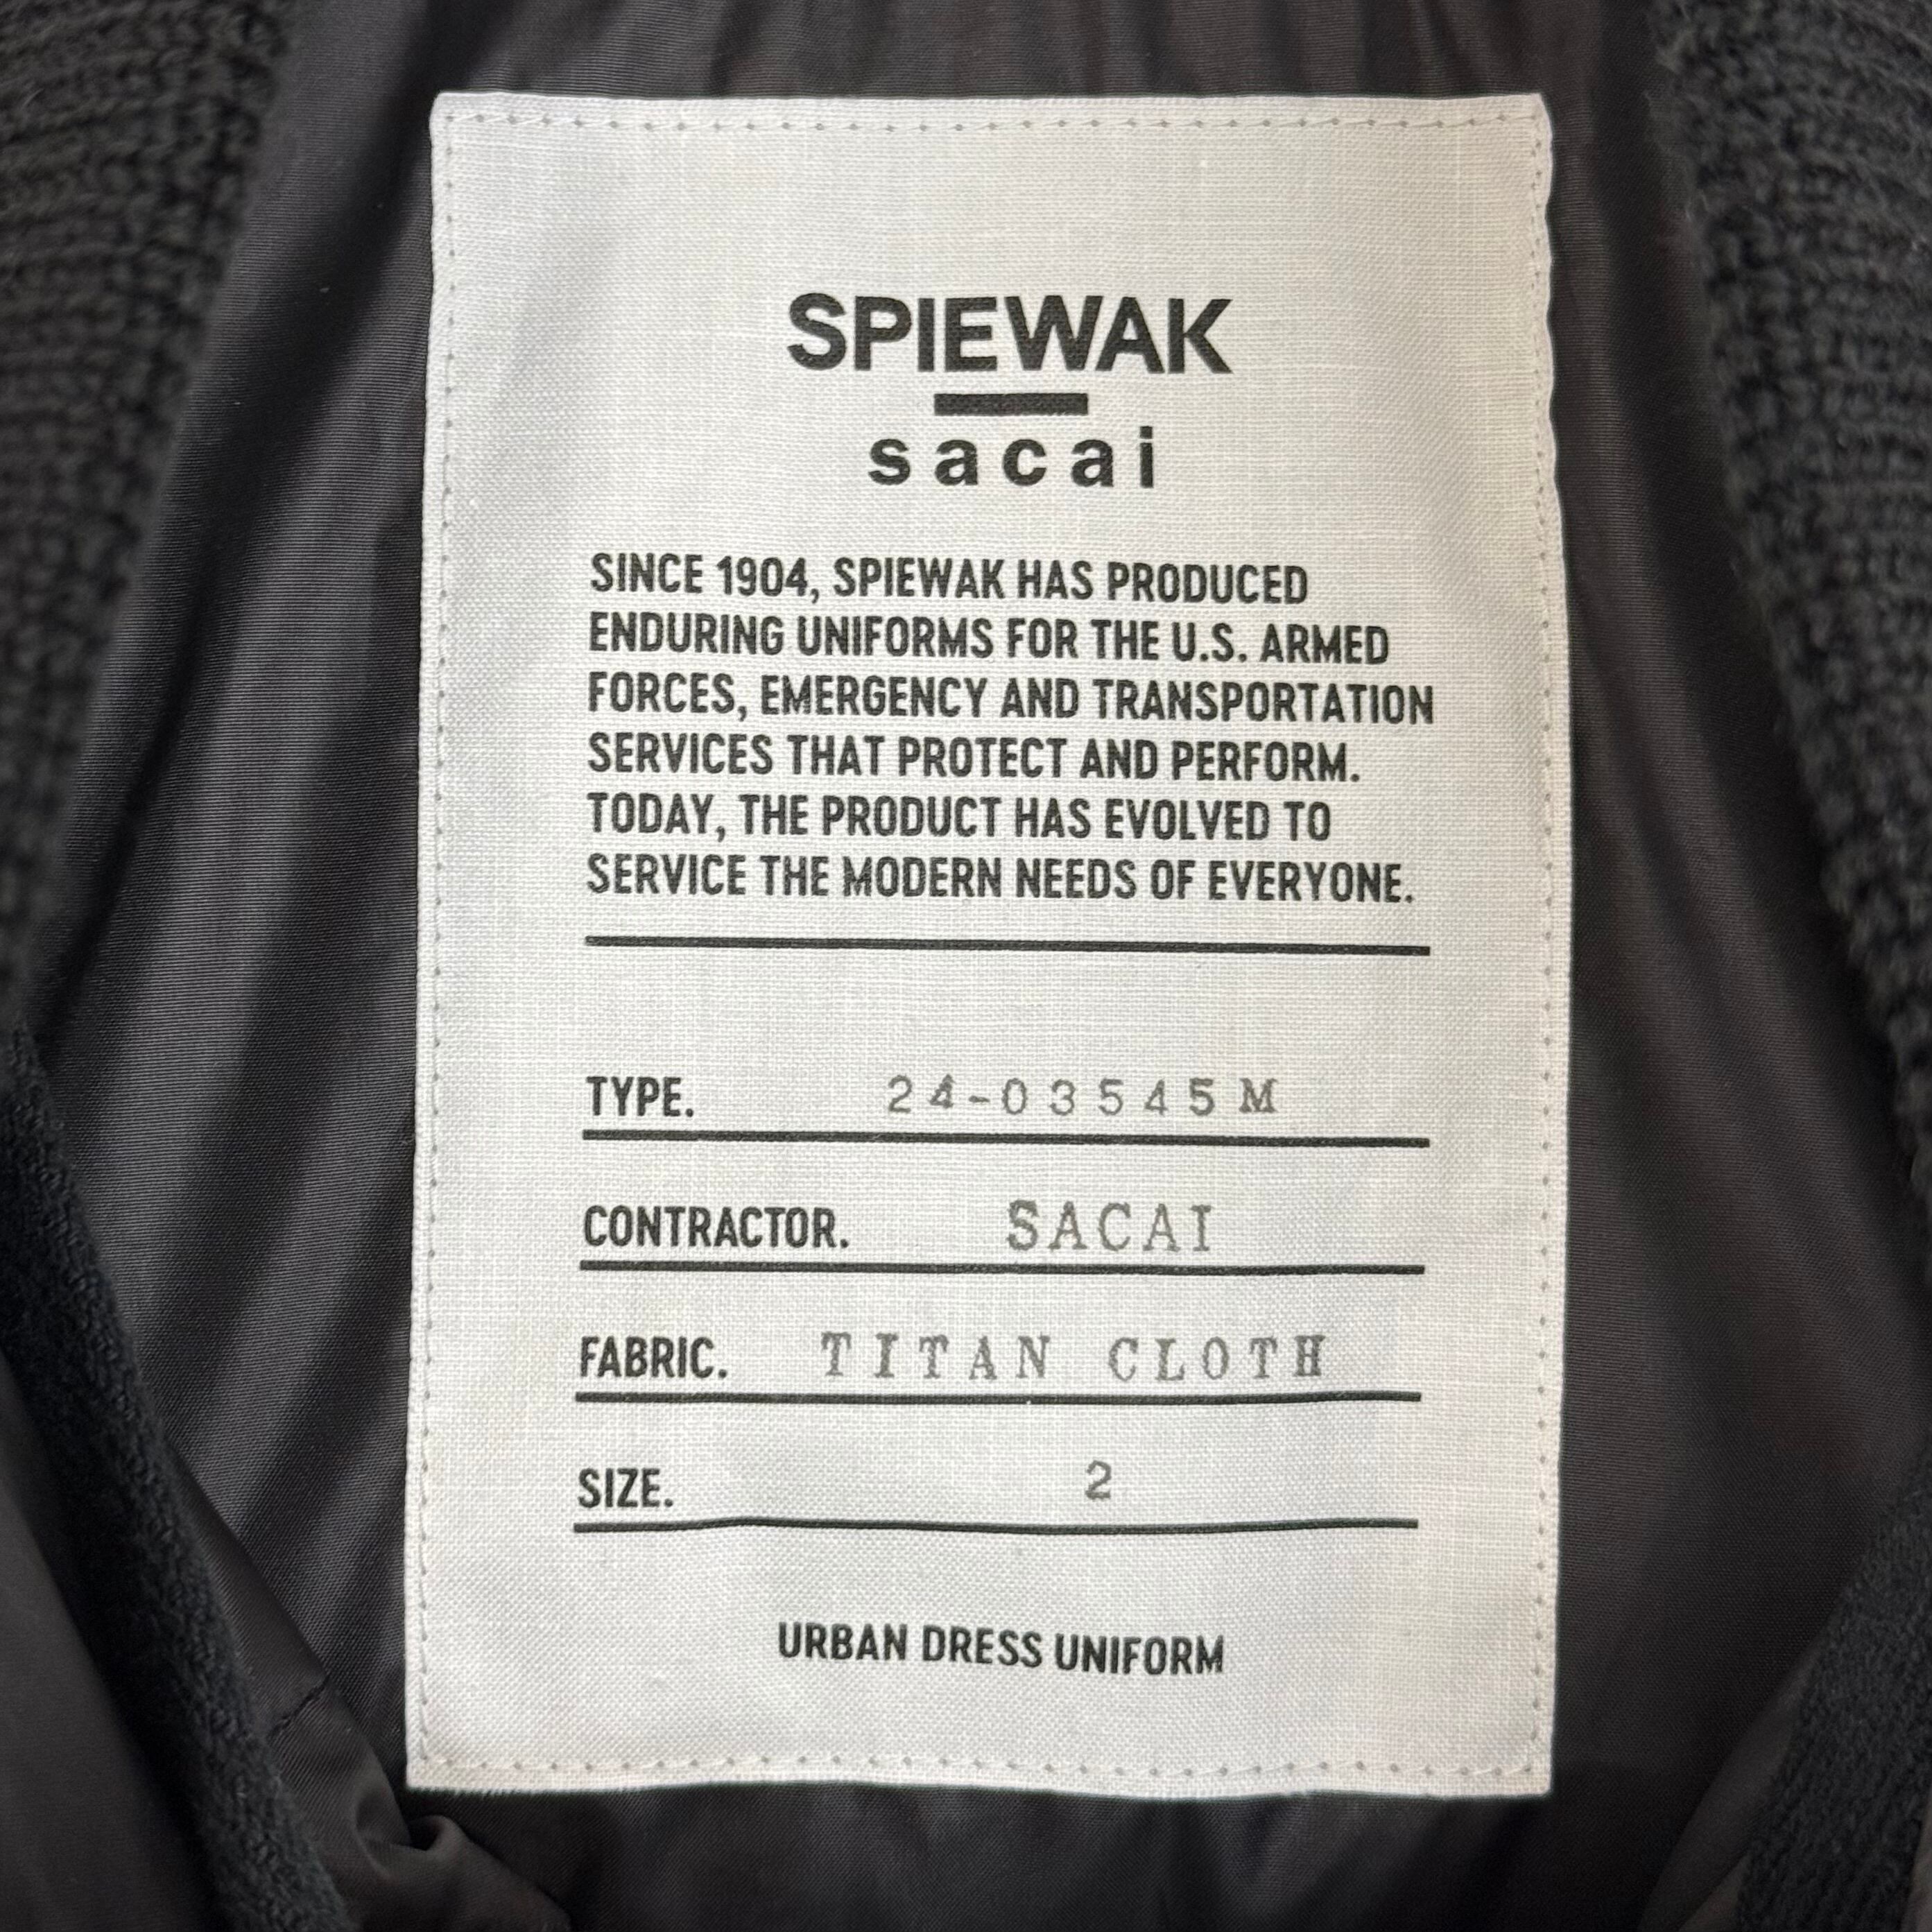 SPIEWAK
sacai
SINCE 1904, SPIEWAK HAS PRODUCED
ENDURING UNIFORMS FOR THE U.S. ARMED
FORCES, EMERGENCY AND TRANSPORTATION
SERVICES THAT PROTECT AND PERFORM.
TODAY, THE PRODUCT HAS EVOLVED TO
SERVICE THE MODERN NEEDS OF EVERYONE.
TYPE. 24-03545M
CONTRACTOR. SACAI
FABRIC. TITAN CLOTH
SIZE. 2
URBAN DRESS UNIFORM